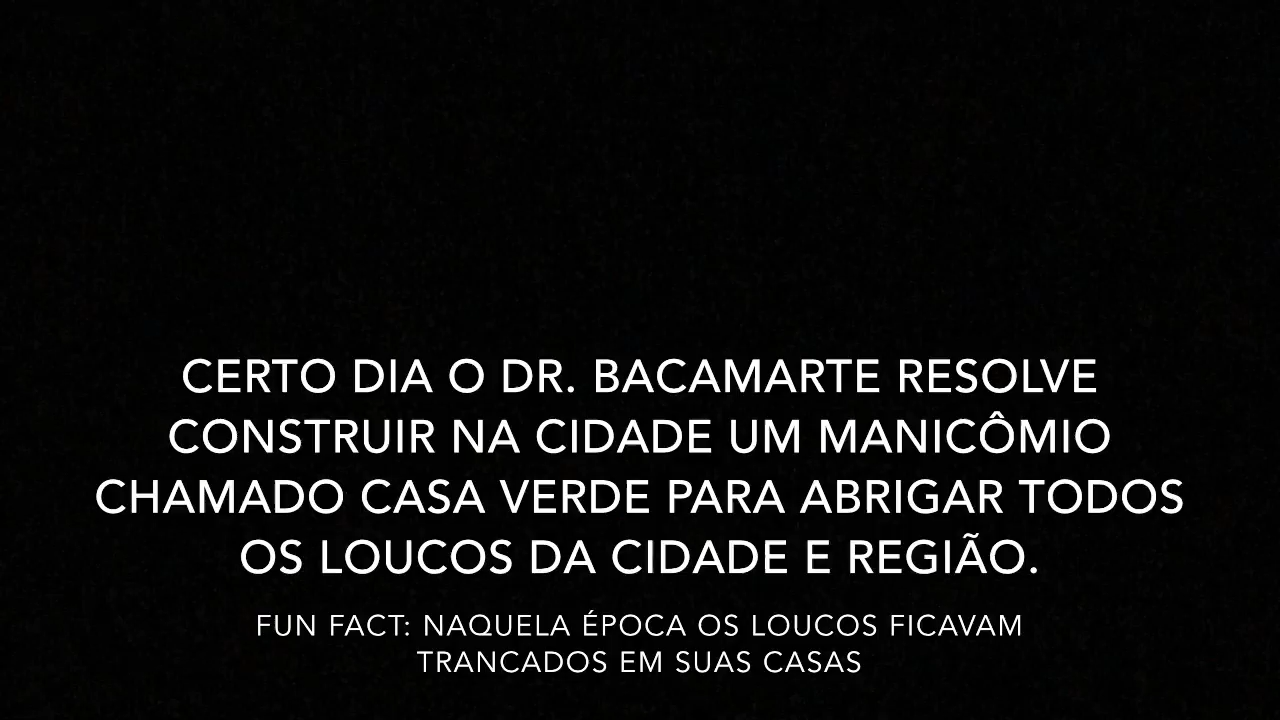 CERTO DIA O DR. BACAMARTE RESOLVE
CONSTRUIR NA CIDADE UM MANICÔMIO
CHAMADO CASA VERDE PARA ABRIGAR TODOS
OS LOUCOS DA CIDADE E REGIÃO.
FUN FACT: NAQUELA ÉPOCA OS LOUCOS FICAVAM
TRANCADOS EM SUAS CASAS